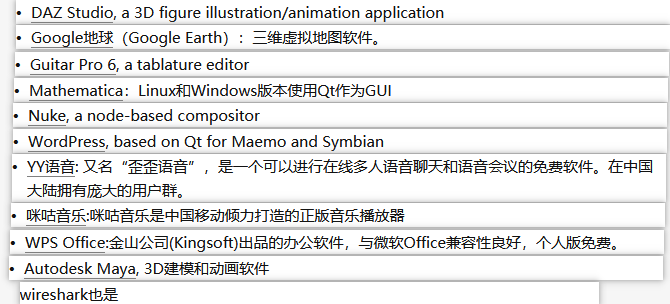 • DAZ Studio, a 3D figure illustration/animation application
• Google地球（Google Earth）：三维虚拟地图软件。
• Guitar Pro 6, a tablature editor
• Mathematica：Linux和Windows版本使用Qt作为GUI
• Nuke, a node-based compositor
• WordPress, based on Qt for Maemo and Symbian
• YY语音: 又名“歪歪语音”，是一个可以进行在线多人语音聊天和语音会议的免费软件。在中国
大陆拥有庞大的用户群。
• 咪咕音乐:咪咕音乐是中国移动倾力打造的正版音乐播放器
• WPS Office:金山公司(Kingsoft)出品的办公软件，与微软Office兼容性良好，个人版免费。
• Autodesk Maya, 3D建模和动画软件
wireshark也是